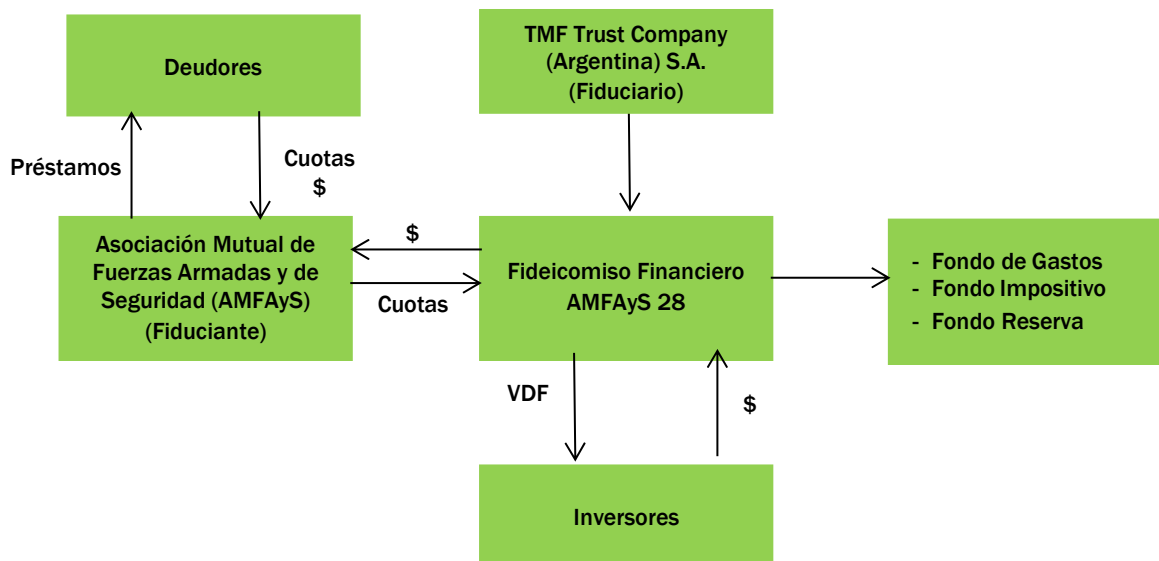 Deudores
TMF Trust Company
(Argentina) S.A.
(Fiduciario)
Préstamos
Cuotas
$
Asociación Mutual de
Fuerzas Armadas y de
Seguridad (AMFAyS)
(Fiduciante)
$
Cuotas
Fideicomiso Financiero
AMFAyS 28
- Fondo de Gastos
- Fondo Impositivo
- Fondo Reserva
VDF
$
Inversores